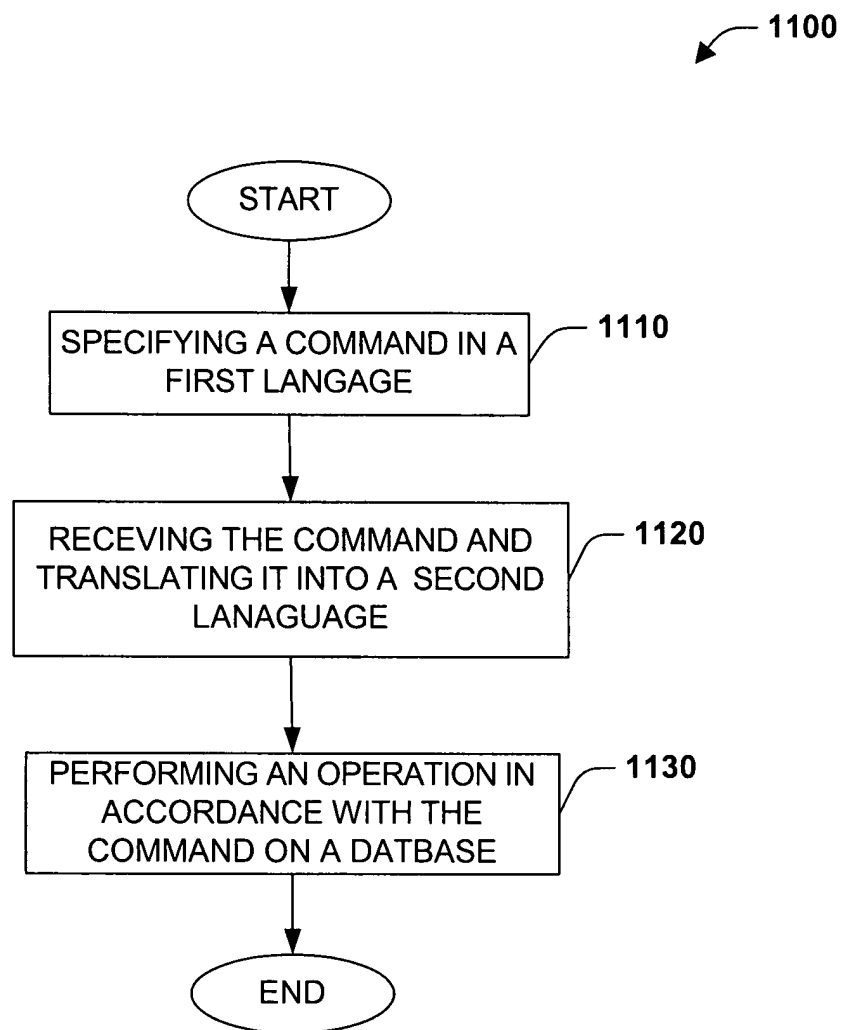 1100
START
SPECIFYING A COMMAND IN A
FIRST LANGAGE
1110
RECEVING THE COMMAND AND
TRANSLATING IT INTO A SECOND
LANAGUAGE
1120
PERFORMING AN OPERATION IN
ACCORDANCE WITH THE
COMMAND ON A DATBASE
1130
END